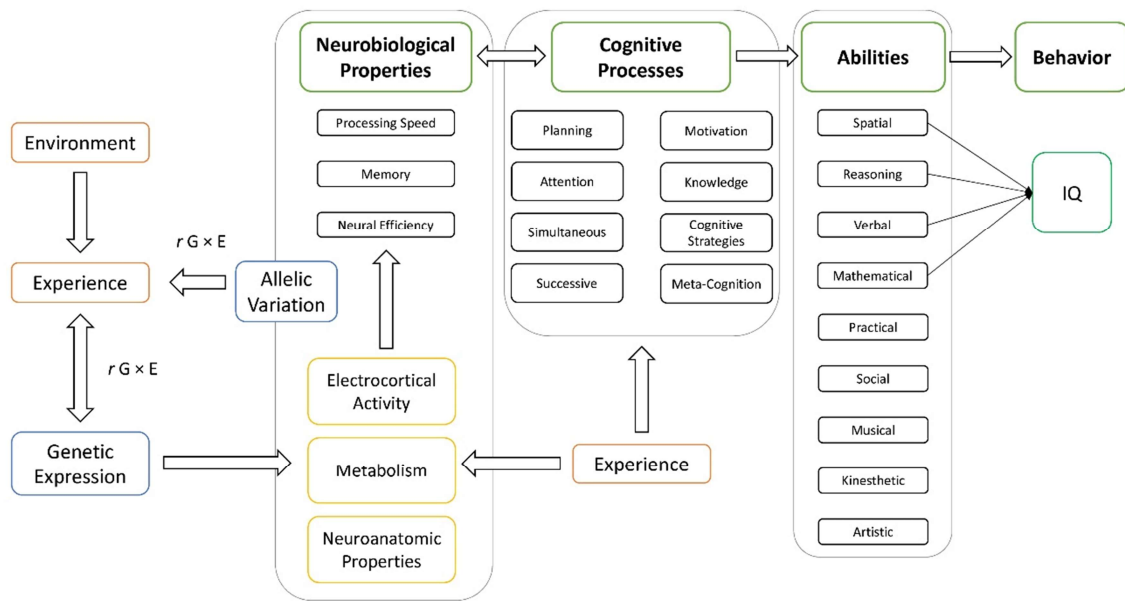 Neurobiological
Properties
Cognitive
Processes
Abilities
Behavior
Processing Speed
Memory
Neural Efficiency
Planning
Motivation
Attention
Knowledge
Simultaneous
Cognitive
Strategies
Successive
Meta-Cognition
Spatial
Reasoning
Verbal
Mathematical
Practical
Social
Musical
Kinesthetic
Artistic
IQ
Environment
r G × E
Experience
Allelic
Variation
r G × E
Genetic
Expression
Electrocortical
Activity
Metabolism
Neuroanatomic
Properties
Experience